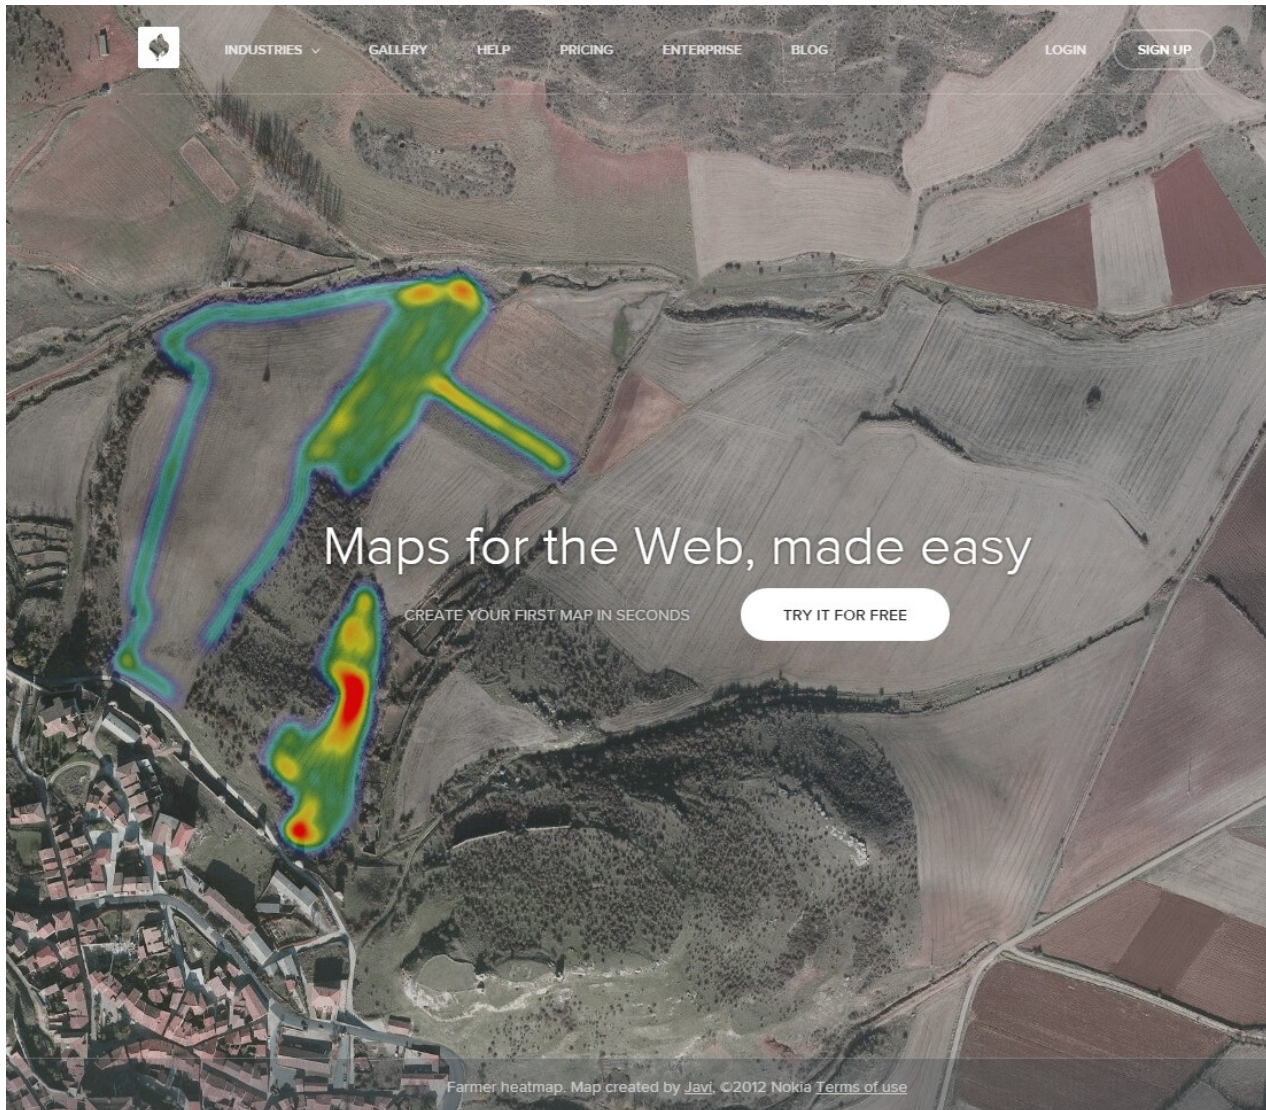 INDUSTRIES GALLERY HELP PRICING ENTERPRISE BLOG LOGIN SIGN UP
Maps for the Web, made easy
CREATE YOUR FIRST MAP IN SECONDS TRY IT FOR FREE
Farmer heatmap. Map created by Javi, ©2012 Nokia Terms of use